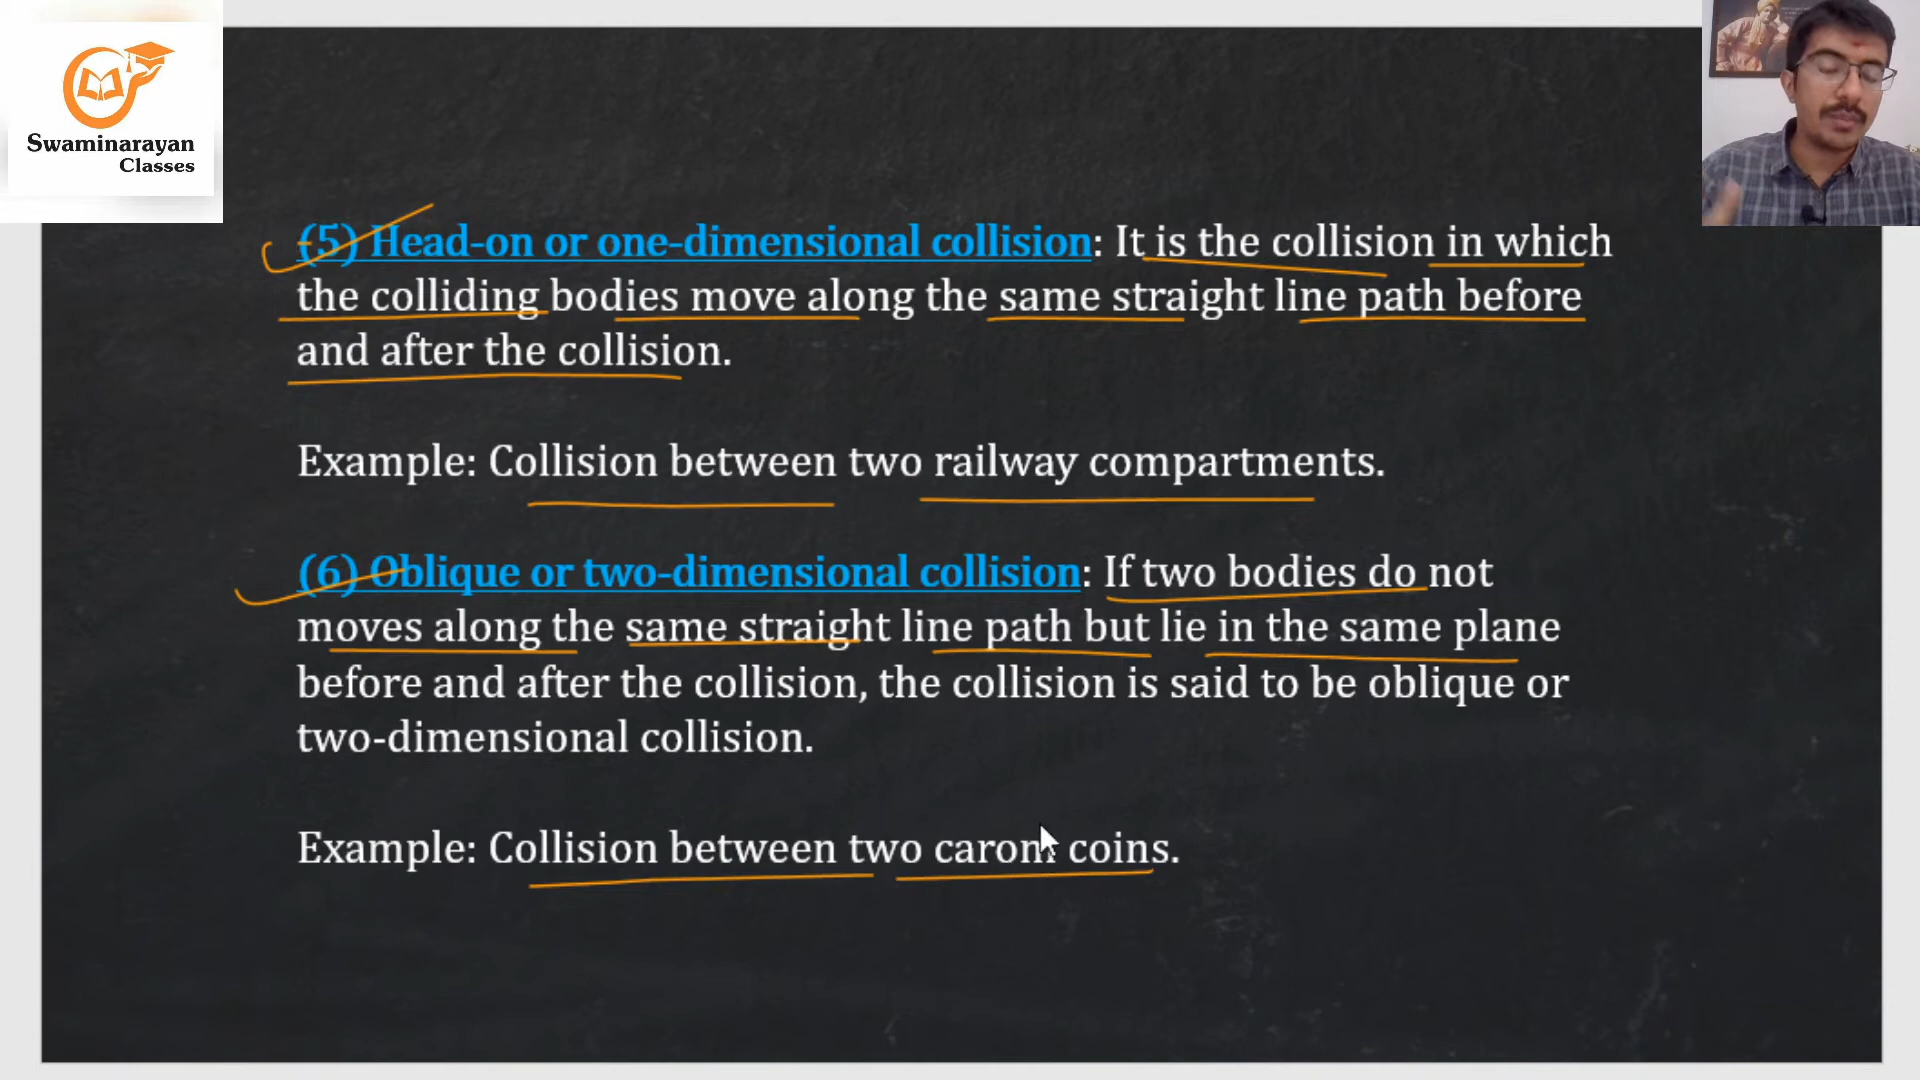 Swaminarayan
Classes
(5) Head-on or one-dimensional collision: It is the collision in which
the colliding bodies move along the same straight line path before
and after the collision.
Example: Collision between two railway compartments.
(6) Oblique or two-dimensional collision: If two bodies do not
moves along the same straight line path but lie in the same plane
before and after the collision, the collision is said to be oblique or
two-dimensional collision.
Example: Collision between two carom coins.